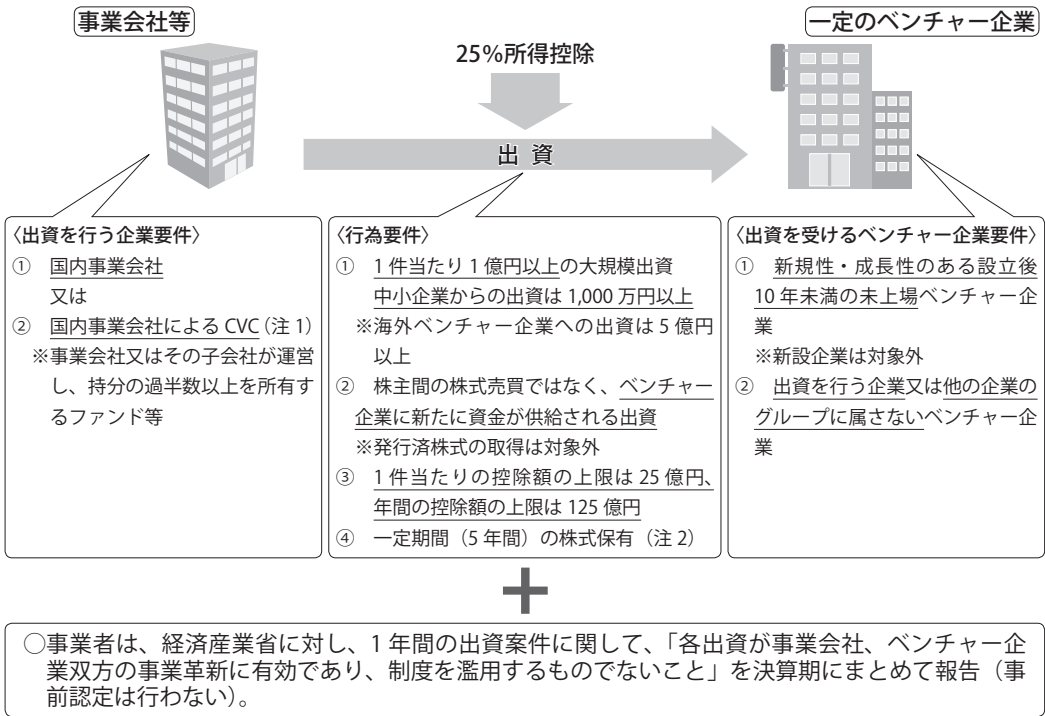 事業会社等
一定のベンチャー企業
25%所得控除
出 資
〈出資を行う企業要件〉
① 国内事業会社
又は
② 国内事業会社による CVC（注 1）
※事業会社又はその子会社が運営
し、持分の過半数以上を所有す
るファンド等
〈行為要件〉
① 1 件当たり 1 億円以上の大規模出資
中小企業からの出資は 1,000 万円以上
※海外ベンチャー企業への出資は 5 億円
以上
② 株主間の株式売買ではなく、ベンチャー
企業に新たに資金が供給される出資
※発行済株式の取得は対象外
③ 1 件当たりの控除額の上限は 25 億円、
年間の控除額の上限は 125 億円
④ 一定期間（5 年間）の株式保有（注 2）
〈出資を受けるベンチャー企業要件〉
① 新規性・成長性のある設立後
10 年未満の未上場ベンチャー企
業
※新設企業は対象外
② 出資を行う企業又は他の企業の
グループに属さないベンチャー企
業
＋
○事業者は、経済産業省に対し、1 年間の出資案件に関して、「各出資が事業会社、ベンチャー企
業双方の事業革新に有効であり、制度を濫用するものでないこと」を決算期にまとめて報告（事
前認定は行わない）。